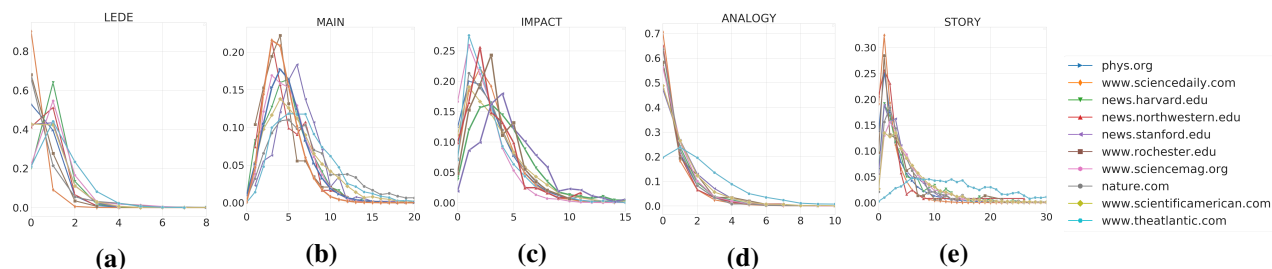 LEDE
0.8
0.6
0.4
0.2
0.0
0 2 4 6 8
(a)
MAIN
0.20
0.15
0.10
0.05
0.00
0 5 10 15 20
(b)
IMPACT
0.25
0.20
0.15
0.10
0.05
0.00
0 5 10 15
(c)
ANALOGY
0.7
0.6
0.5
0.4
0.3
0.2
0.1
0.0
0 2 4 6 8 10
(d)
STORY
0.30
0.25
0.20
0.15
0.10
0.05
0.00
0 10 20 30
(e)
phys.org
www.sciencedaily.com
news.harvard.edu
news.northwestern.edu
news.stanford.edu
www.rochester.edu
www.sciencemag.org
nature.com
www.scientificamerican.com
www.theatlantic.com